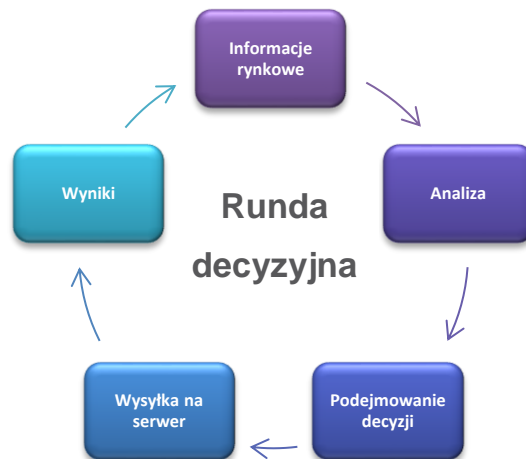 Informacje
rynkowe
Analiza
Podejmowanie
decyzji
Wysyłka na
serwer
Wyniki
Runda
decyzyjna